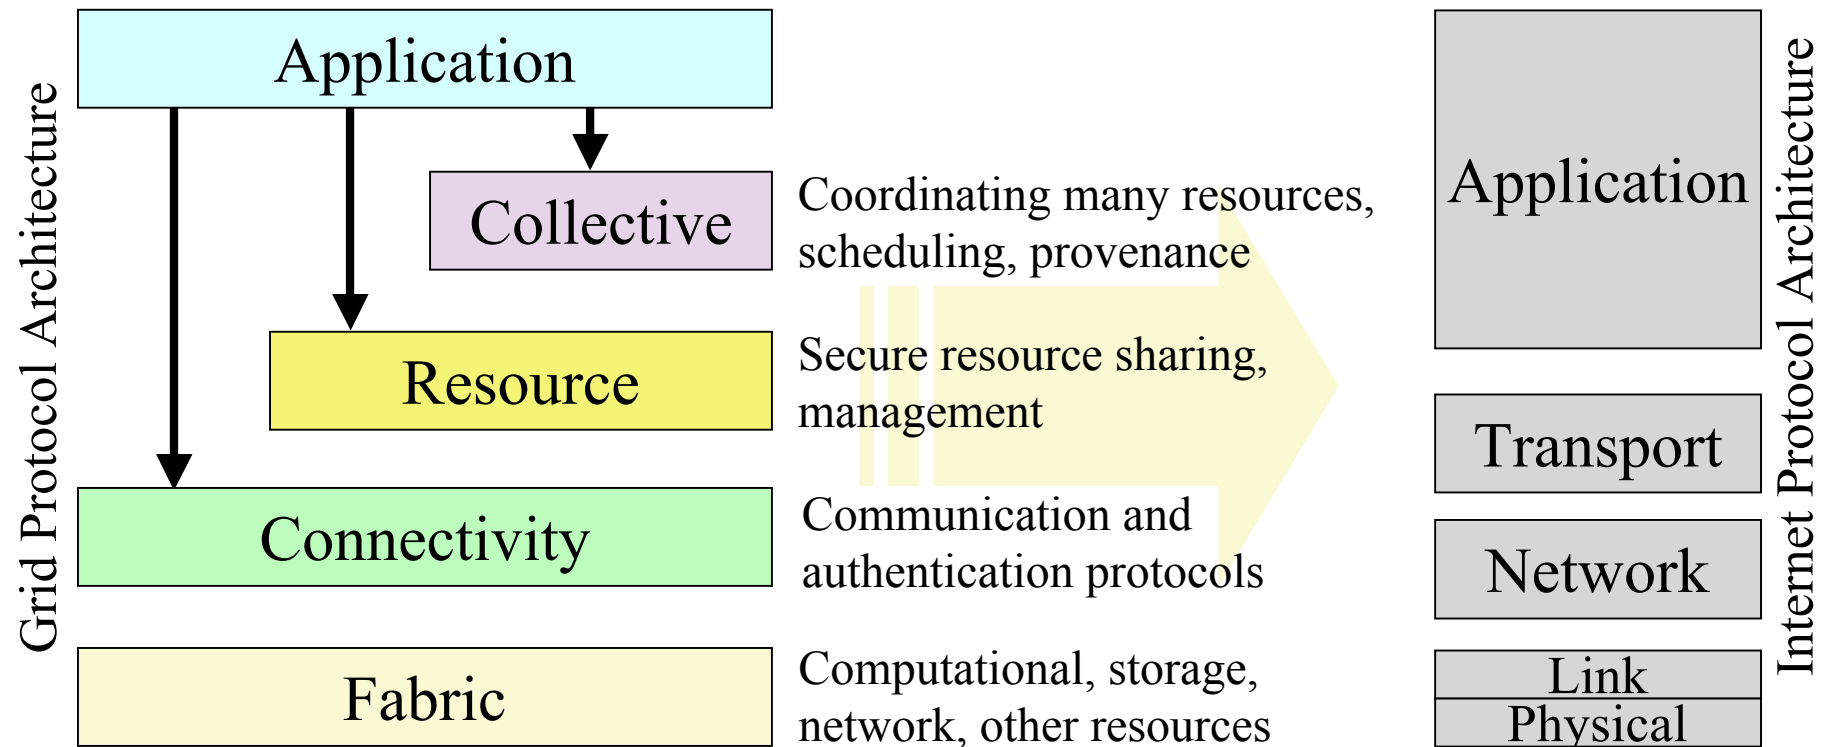 Grid Protocol Architecture
Application
Collective
Coordinating many resources,
scheduling, provenance
Resource
Secure resource sharing,
management
Connectivity
Communication and
authentication protocols
Fabric
Computational, storage,
network, other resources
Application
Transport
Network
Link
Physical
Internet Protocol Architecture